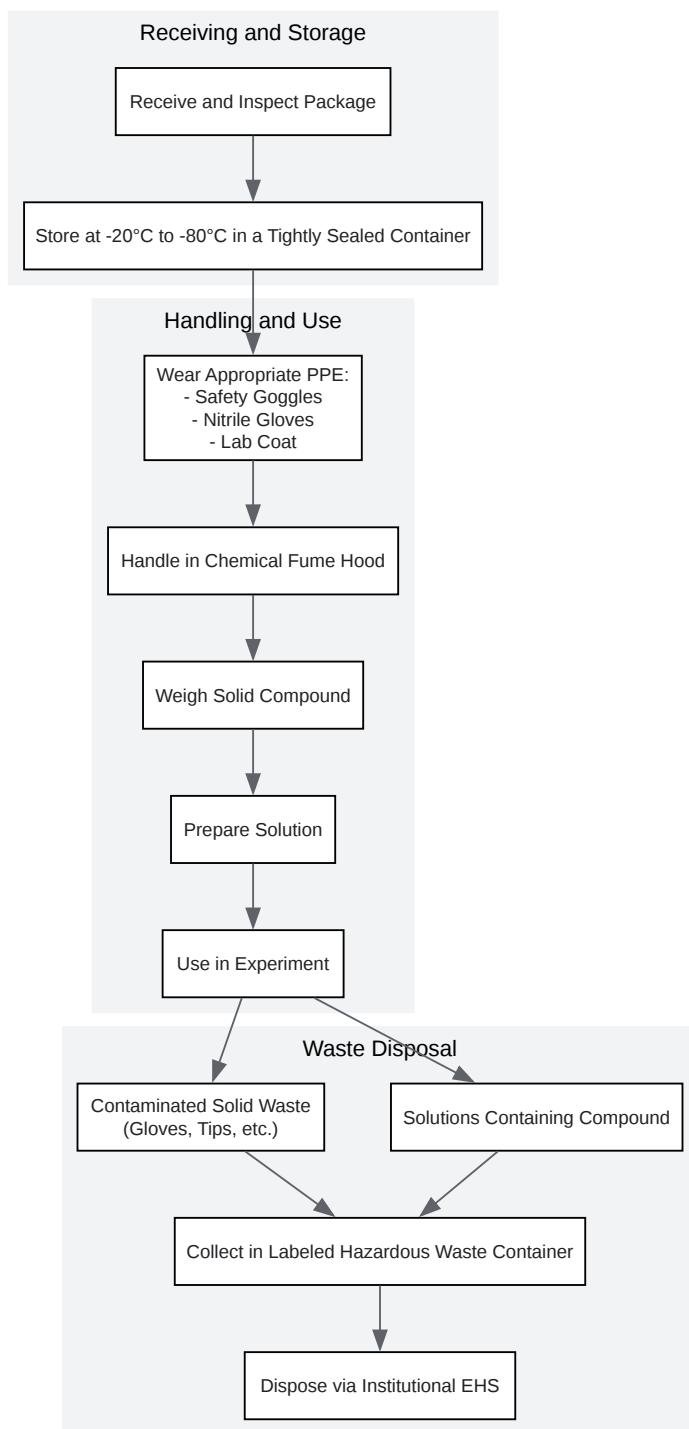 Receiving and Storage
Receive and Inspect Package
Store at -20°C to -80°C in a Tightly Sealed Container
Handling and Use
Wear Appropriate PPE:
- Safety Goggles
- Nitrile Gloves
- Lab Coat
Handle in Chemical Fume Hood
Weigh Solid Compound
Prepare Solution
Use in Experiment
Waste Disposal
Contaminated Solid Waste
(Gloves, Tips, etc.)
Solutions Containing Compound
Collect in Labeled Hazardous Waste Container
Dispose via Institutional EHS